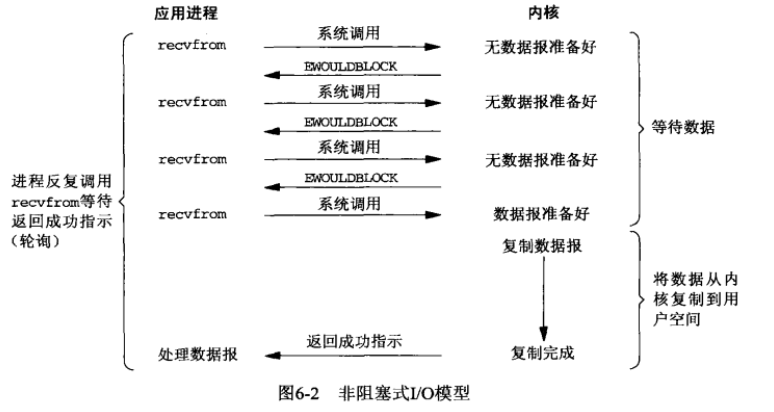 应用进程 内核
recvfrom 系统调用 无数据报准备好
EWOULDBLOCK
recvfrom 系统调用 无数据报准备好
EWOULDBLOCK
recvfrom 系统调用 无数据报准备好
EWOULDBLOCK
recvfrom 系统调用 数据报准备好
等待数据
进程反复调用
recvfrom等待
返回成功指示
（轮询）
复制数据报
将数据从内
核复制到用
户空间
处理数据报 返回成功指示 复制完成
图6-2 非阻塞式I/O模型